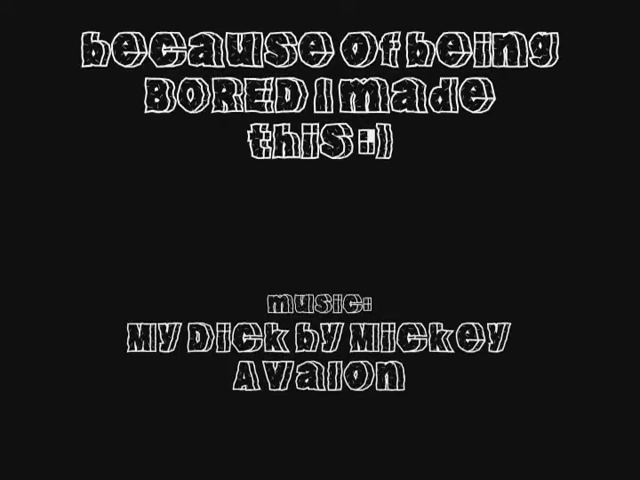 because of being
BORED I made
this :)
music:
My Dick by Mickey
Avalon